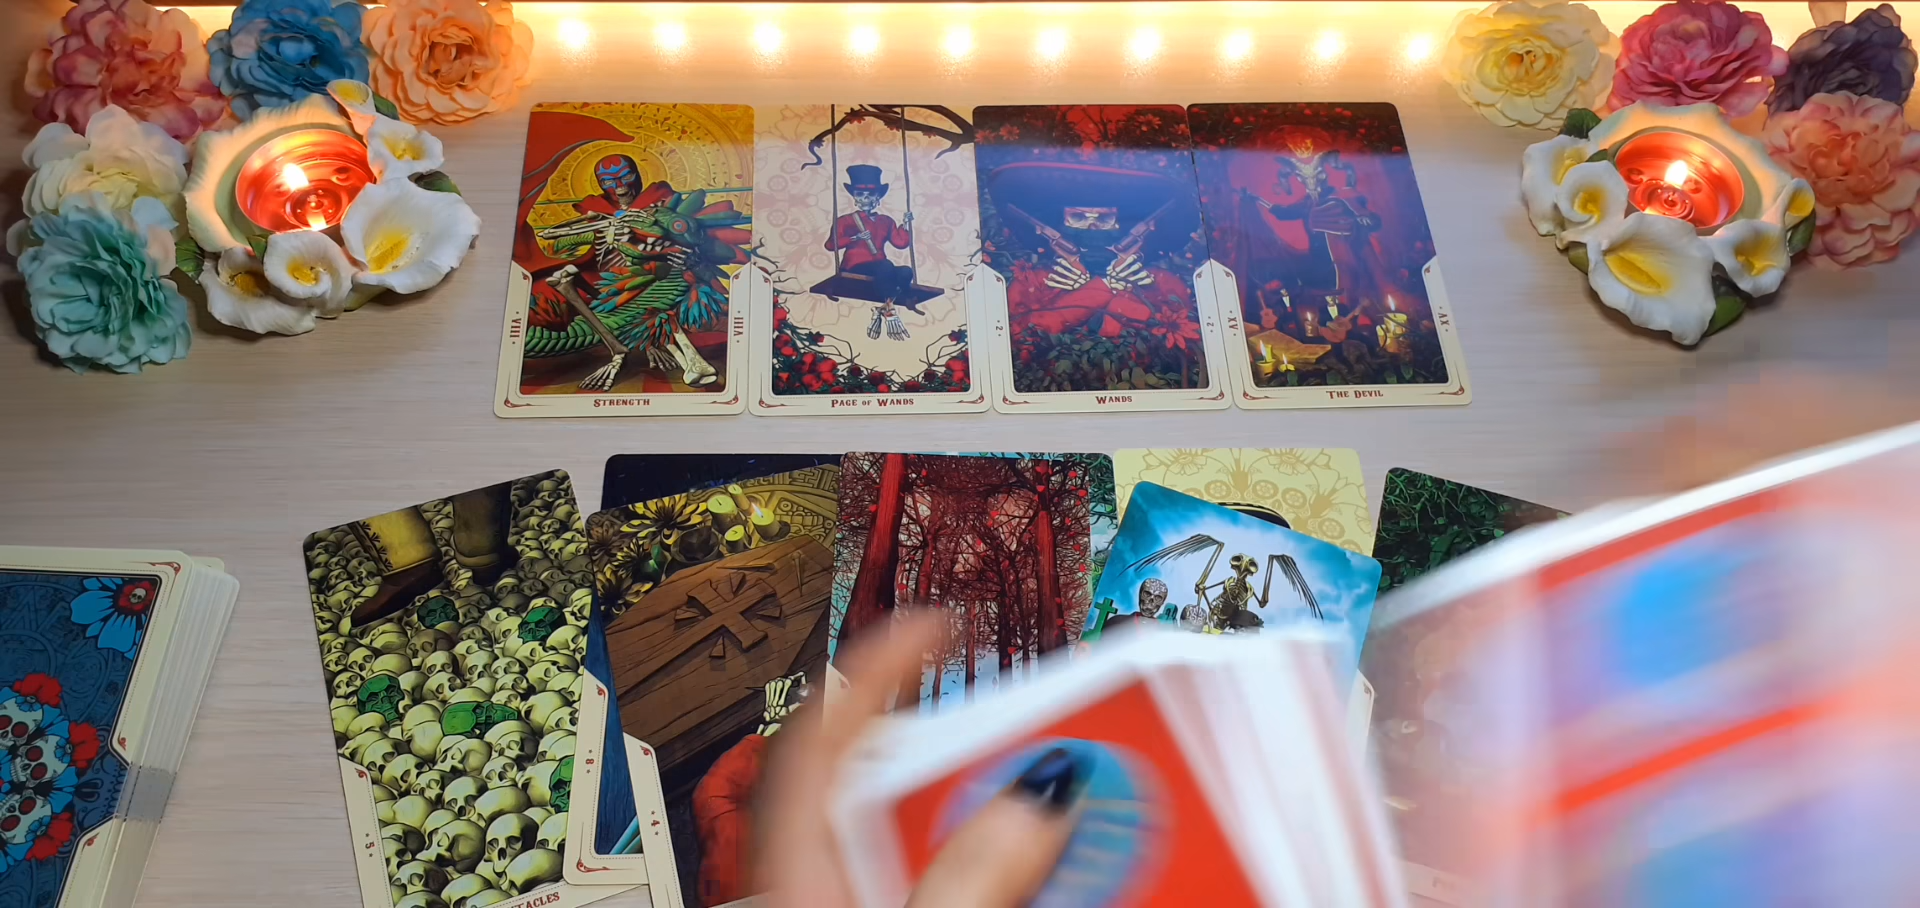 · VIII ·
· VIII ·
STRENGTH
PAGE OF WANDS
· 2 ·
· 2 ·
WANDS
· XV ·
· XV ·
THE DEVIL
· 5 ·
· 8 ·
· 4 ·